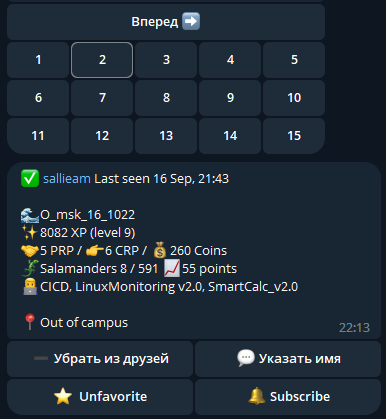 Вперед ➡️
1 2 3 4 5
6 7 8 9 10
11 12 13 14 15
✅ sallieam Last seen 16 Sep, 21:43
🌊O_msk_16_1022
✨8082 XP (level 9)
🤝5 PRP / 👉6 CRP / 💰260 Coins
🦎Salamanders 8 / 591 📈55 points
👨‍💻CICD, LinuxMonitoring v2.0, SmartCalc_v2.0
📍Out of campus
22:13
➖ Убрать из друзей 💬 Указать имя
⭐ Unfavorite 🔔 Subscribe